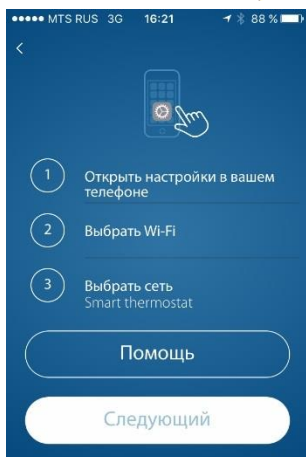 MTS RUS 3G 16:21 88 %
1 Открыть настройки в вашем
телефоне
2 Выбрать Wi-Fi
3 Выбрать сеть
Smart thermostat
Помощь
Следующий